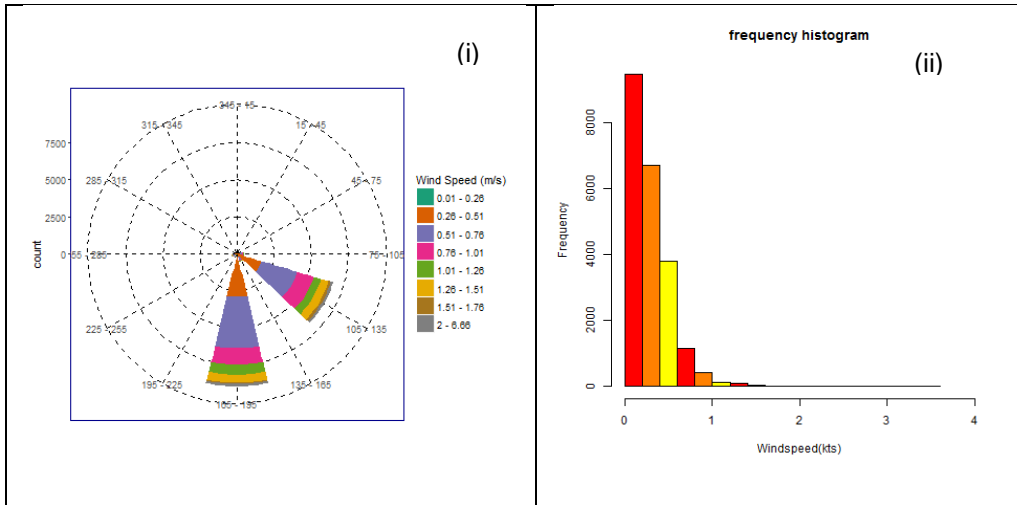 (i)
345 - 15
315 - 345
15 - 45
7500
285 - 315
45 - 75
5000
2500
0
55 - 285
75 - 105
count
225 - 255
105 - 135
195 - 225
135 - 165
165 - 195
Wind Speed (m/s)
0.01 - 0.26
0.26 - 0.51
0.51 - 0.76
0.76 - 1.01
1.01 - 1.26
1.26 - 1.51
1.51 - 1.76
2 - 6.66
frequency histogram
(ii)
Frequency
8000
6000
4000
2000
0
0 1 2 3 4
Windspeed(kts)